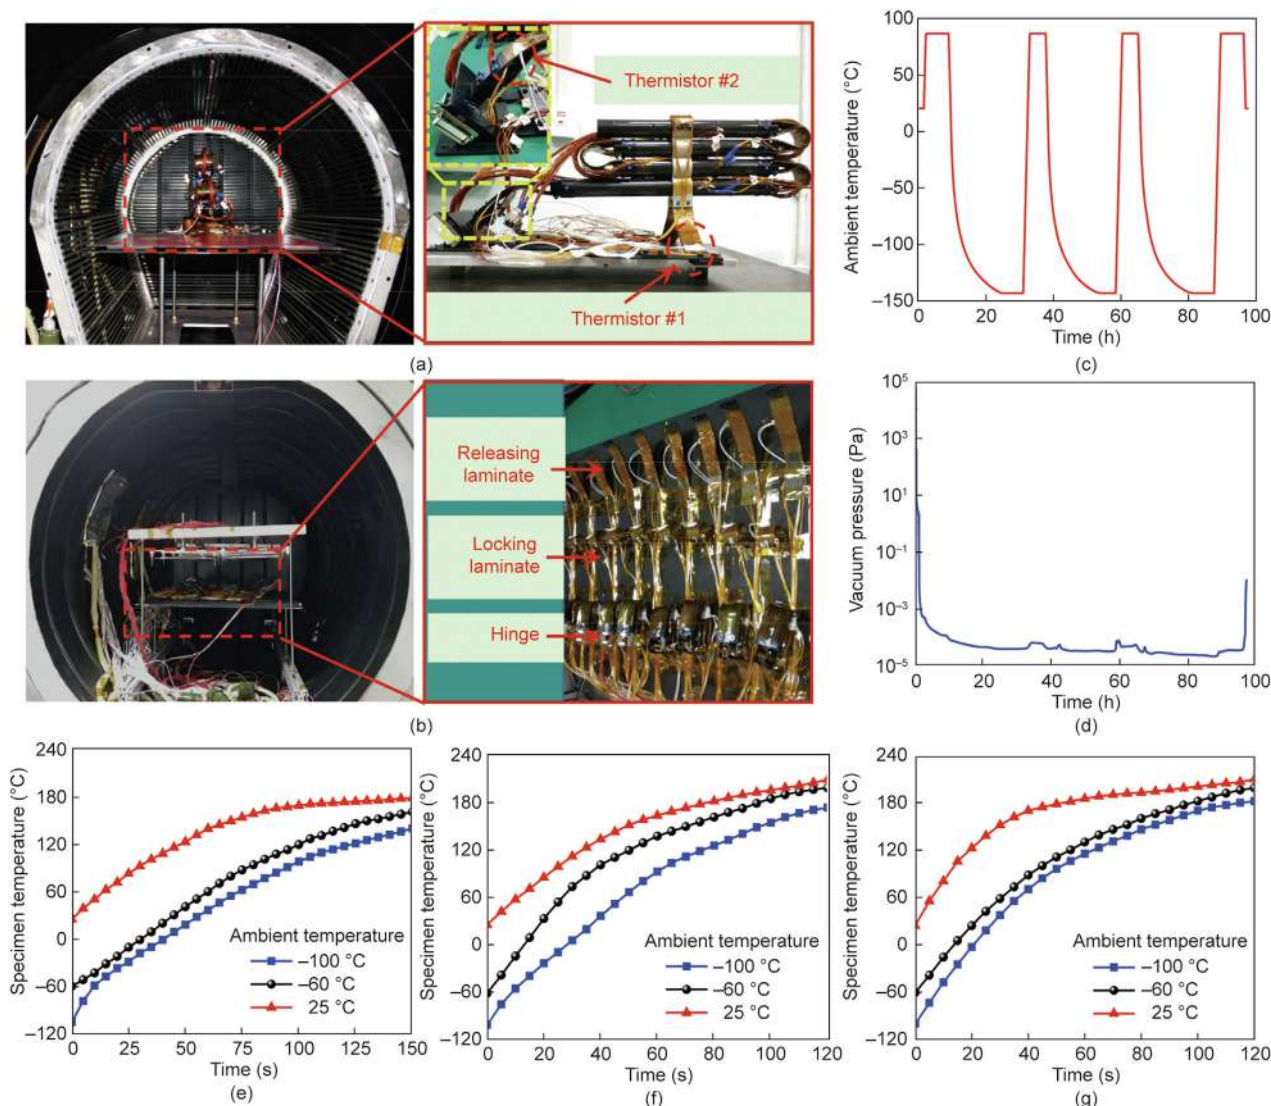 Thermistor #2
Thermistor #1
(a)
Ambient temperature (°C)
100
50
0
–50
–100
–150
0
20
40
60
80
100
Time (h)
(c)
Releasing
laminate
Locking
laminate
Hinge
(b)
Vacuum pressure (Pa)
10⁵
10³
10¹
10⁻¹
10⁻³
10⁻⁵
0
20
40
60
80
100
Time (h)
(d)
Specimen temperature (°C)
240
180
120
60
0
–60
–120
Ambient temperature
–100 °C
–60 °C
25 °C
0
25
50
75
100
125
150
Time (s)
(e)
Specimen temperature (°C)
240
180
120
60
0
–60
–120
Ambient temperature
–100 °C
–60 °C
25 °C
0
20
40
60
80
100
120
Time (s)
(f)
Specimen temperature (°C)
240
180
120
60
0
–60
–120
Ambient temperature
–100 °C
–60 °C
25 °C
0
20
40
60
80
100
120
Time (s)
(g)